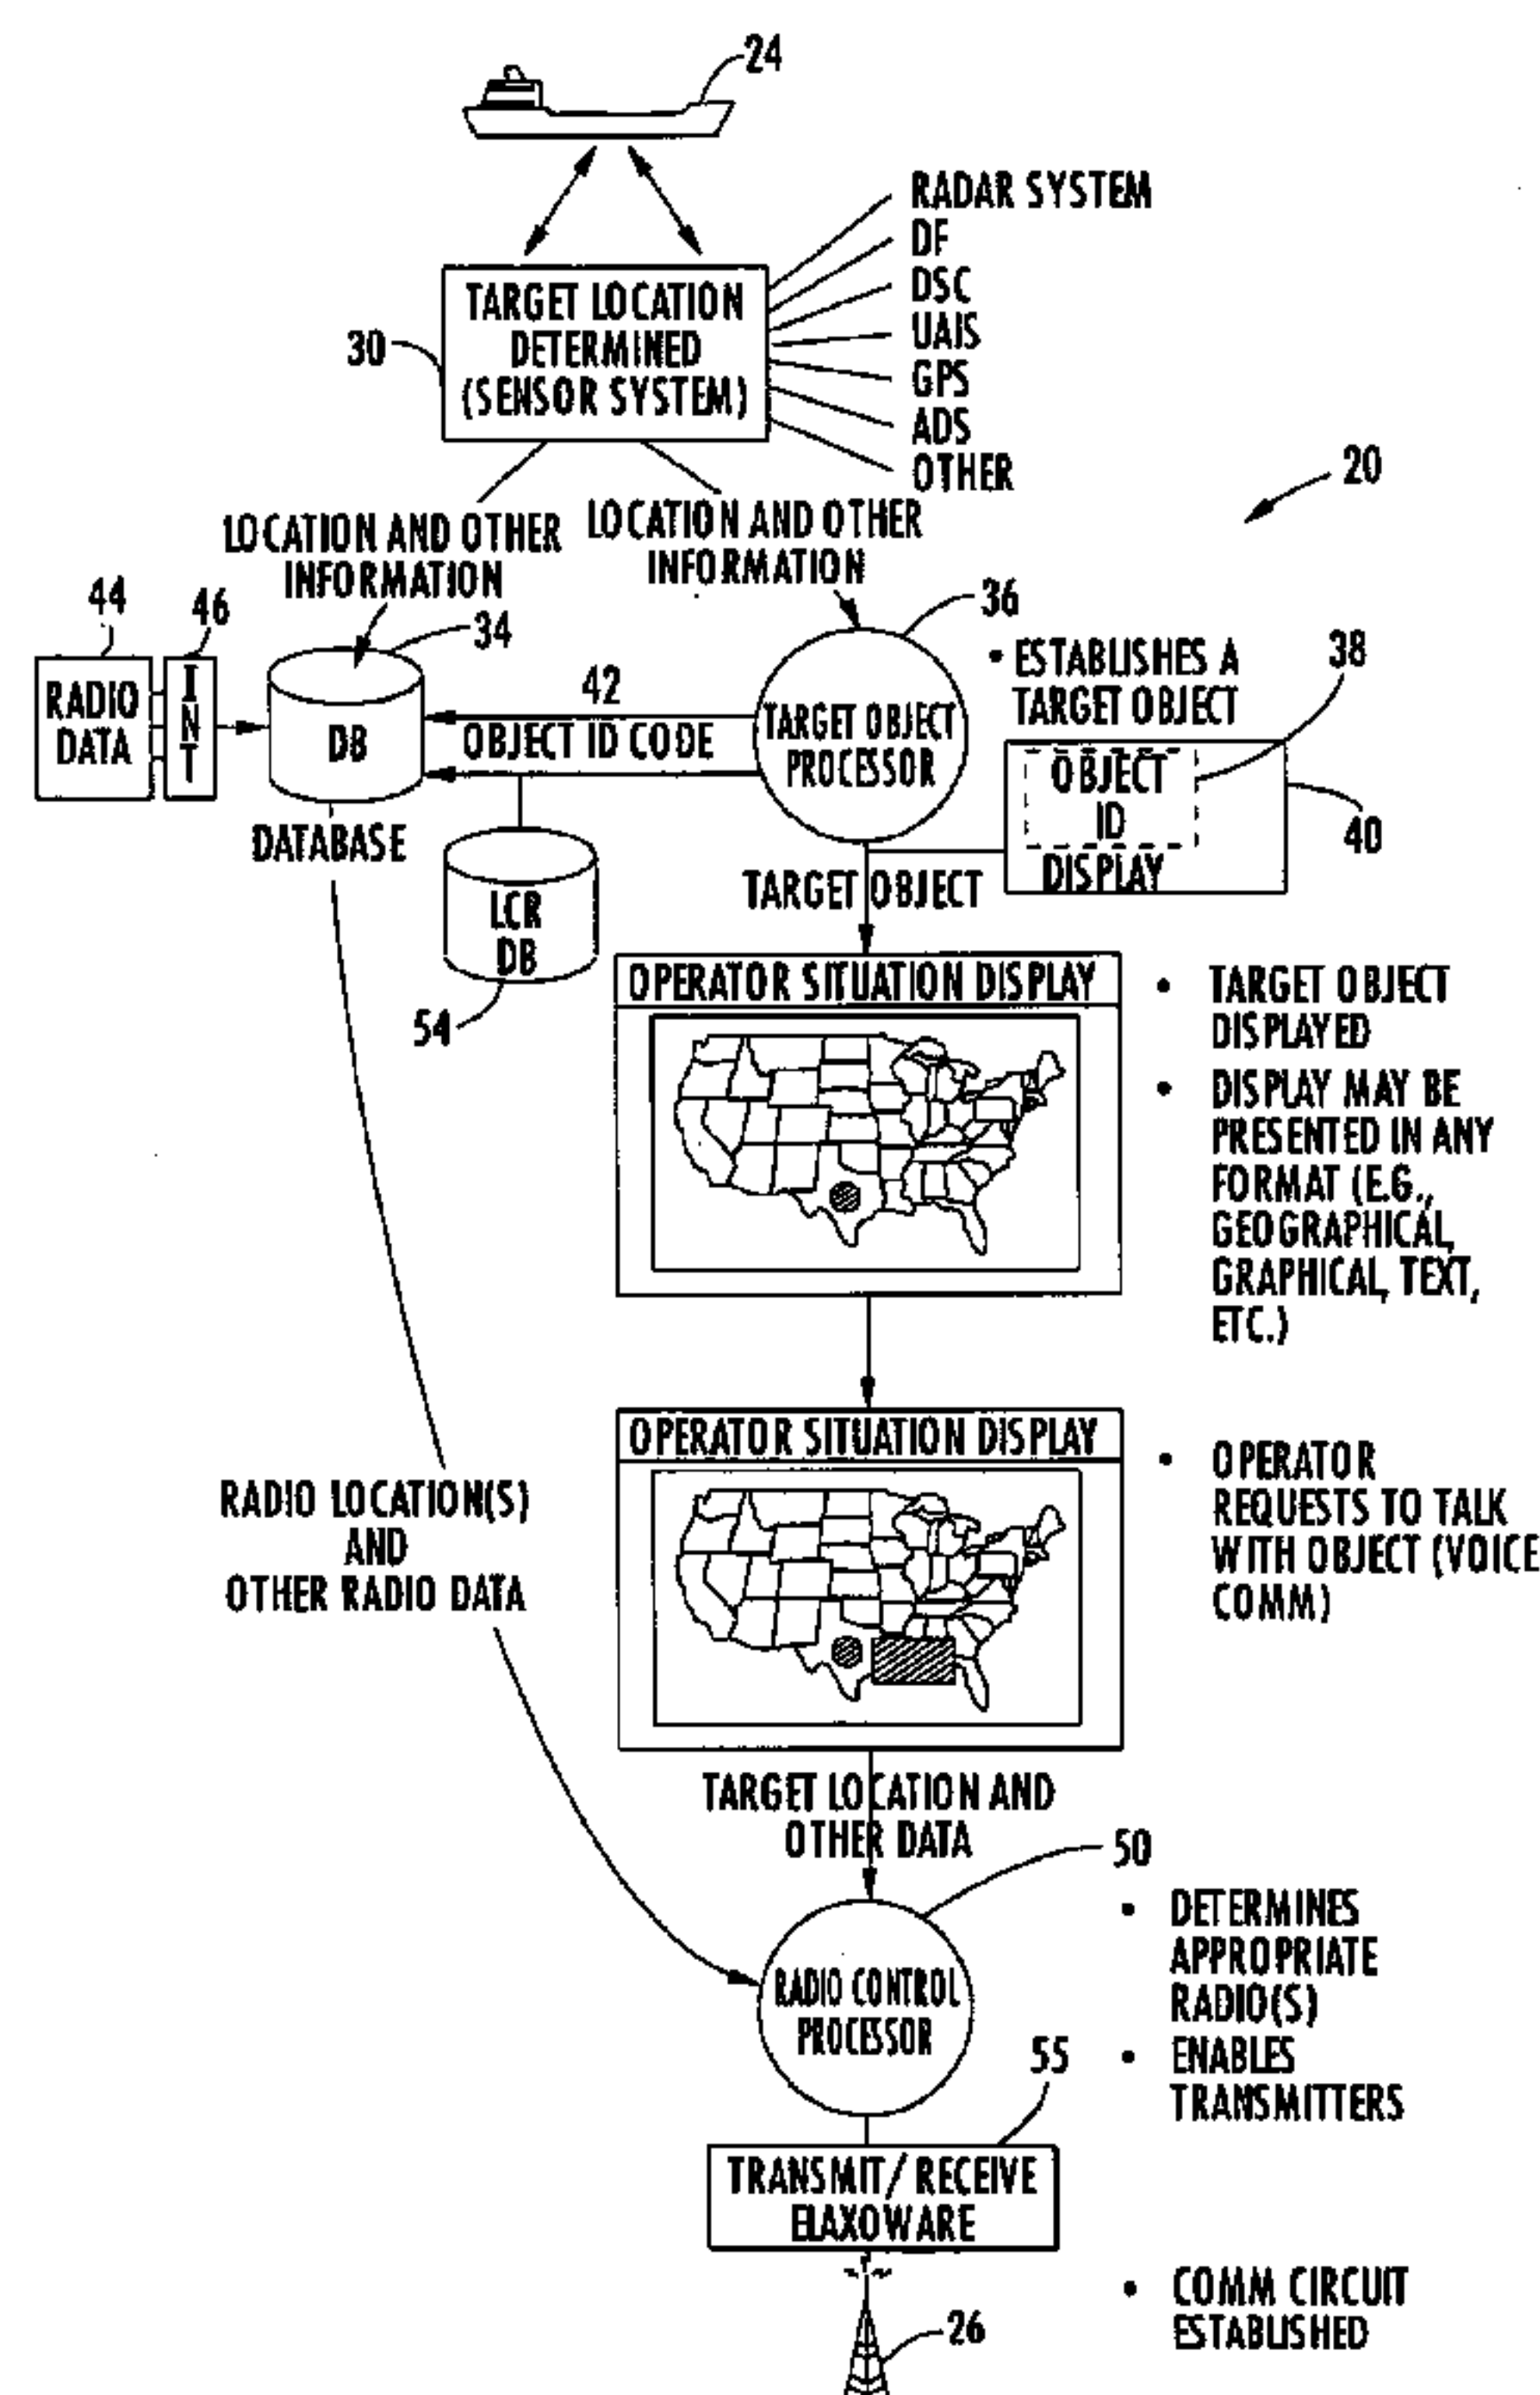 24
RADAR SYSTEM
DF
DSC
UAIS
GPS
ADS
OTHER
TARGET LOCATION
DETERMINED
(SENSOR SYSTEM)
30
20
LOCATION AND OTHER
INFORMATION
LOCATION AND OTHER
INFORMATION
44
46
34
36
RADIO
DATA
INT
DB
DATABASE
42
OBJECT ID CODE
TARGET OBJECT
PROCESSOR
• ESTABLISHES A
TARGET OBJECT
38
OBJECT
ID
DISPLAY
40
LCR
DB
54
TARGET OBJECT
OPERATOR SITUATION DISPLAY
• TARGET OBJECT
DISPLAYED
• DISPLAY MAY BE
PRESENTED IN ANY
FORMAT (E.G.,
GEOGRAPHICAL,
GRAPHICAL, TEXT,
ETC.)
OPERATOR SITUATION DISPLAY
• OPERATOR
REQUESTS TO TALK
WITH OBJECT (VOICE
COMM)
RADIO LOCATION(S)
AND
OTHER RADIO DATA
TARGET LOCATION AND
OTHER DATA
50
RADIO CONTROL
PROCESSOR
• DETERMINES
APPROPRIATE
RADIO(S)
• ENABLES
TRANSMITTERS
55
TRANSMIT/RECEIVE
ELAXOWARE
• COMM CIRCUIT
ESTABLISHED
26